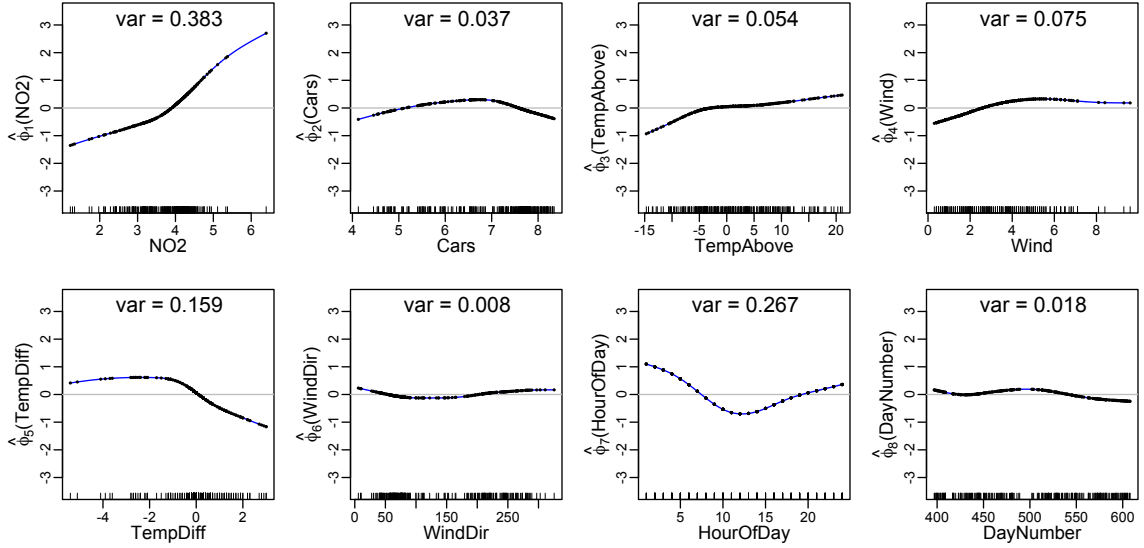 var = 0.383
3
2
1
0
-1
-2
-3
ϕ̂1(NO2)
2 3 4 5 6
NO2
var = 0.037
3
2
1
0
-1
-2
-3
ϕ̂2(Cars)
4 5 6 7 8
Cars
var = 0.054
3
2
1
0
-1
-2
-3
ϕ̂3(TempAbove)
-15 -5 0 5 10 20
TempAbove
var = 0.075
3
2
1
0
-1
-2
-3
ϕ̂4(Wind)
0 2 4 6 8
Wind
var = 0.159
3
2
1
0
-1
-2
-3
ϕ̂5(TempDiff)
-4 -2 0 2
TempDiff
var = 0.008
3
2
1
0
-1
-2
-3
ϕ̂6(WindDir)
0 50 150 250
WindDir
var = 0.267
3
2
1
0
-1
-2
-3
ϕ̂7(HourOfDay)
5 10 15 20
HourOfDay
var = 0.018
3
2
1
0
-1
-2
-3
ϕ̂8(DayNumber)
400 450 500 550 600
DayNumber